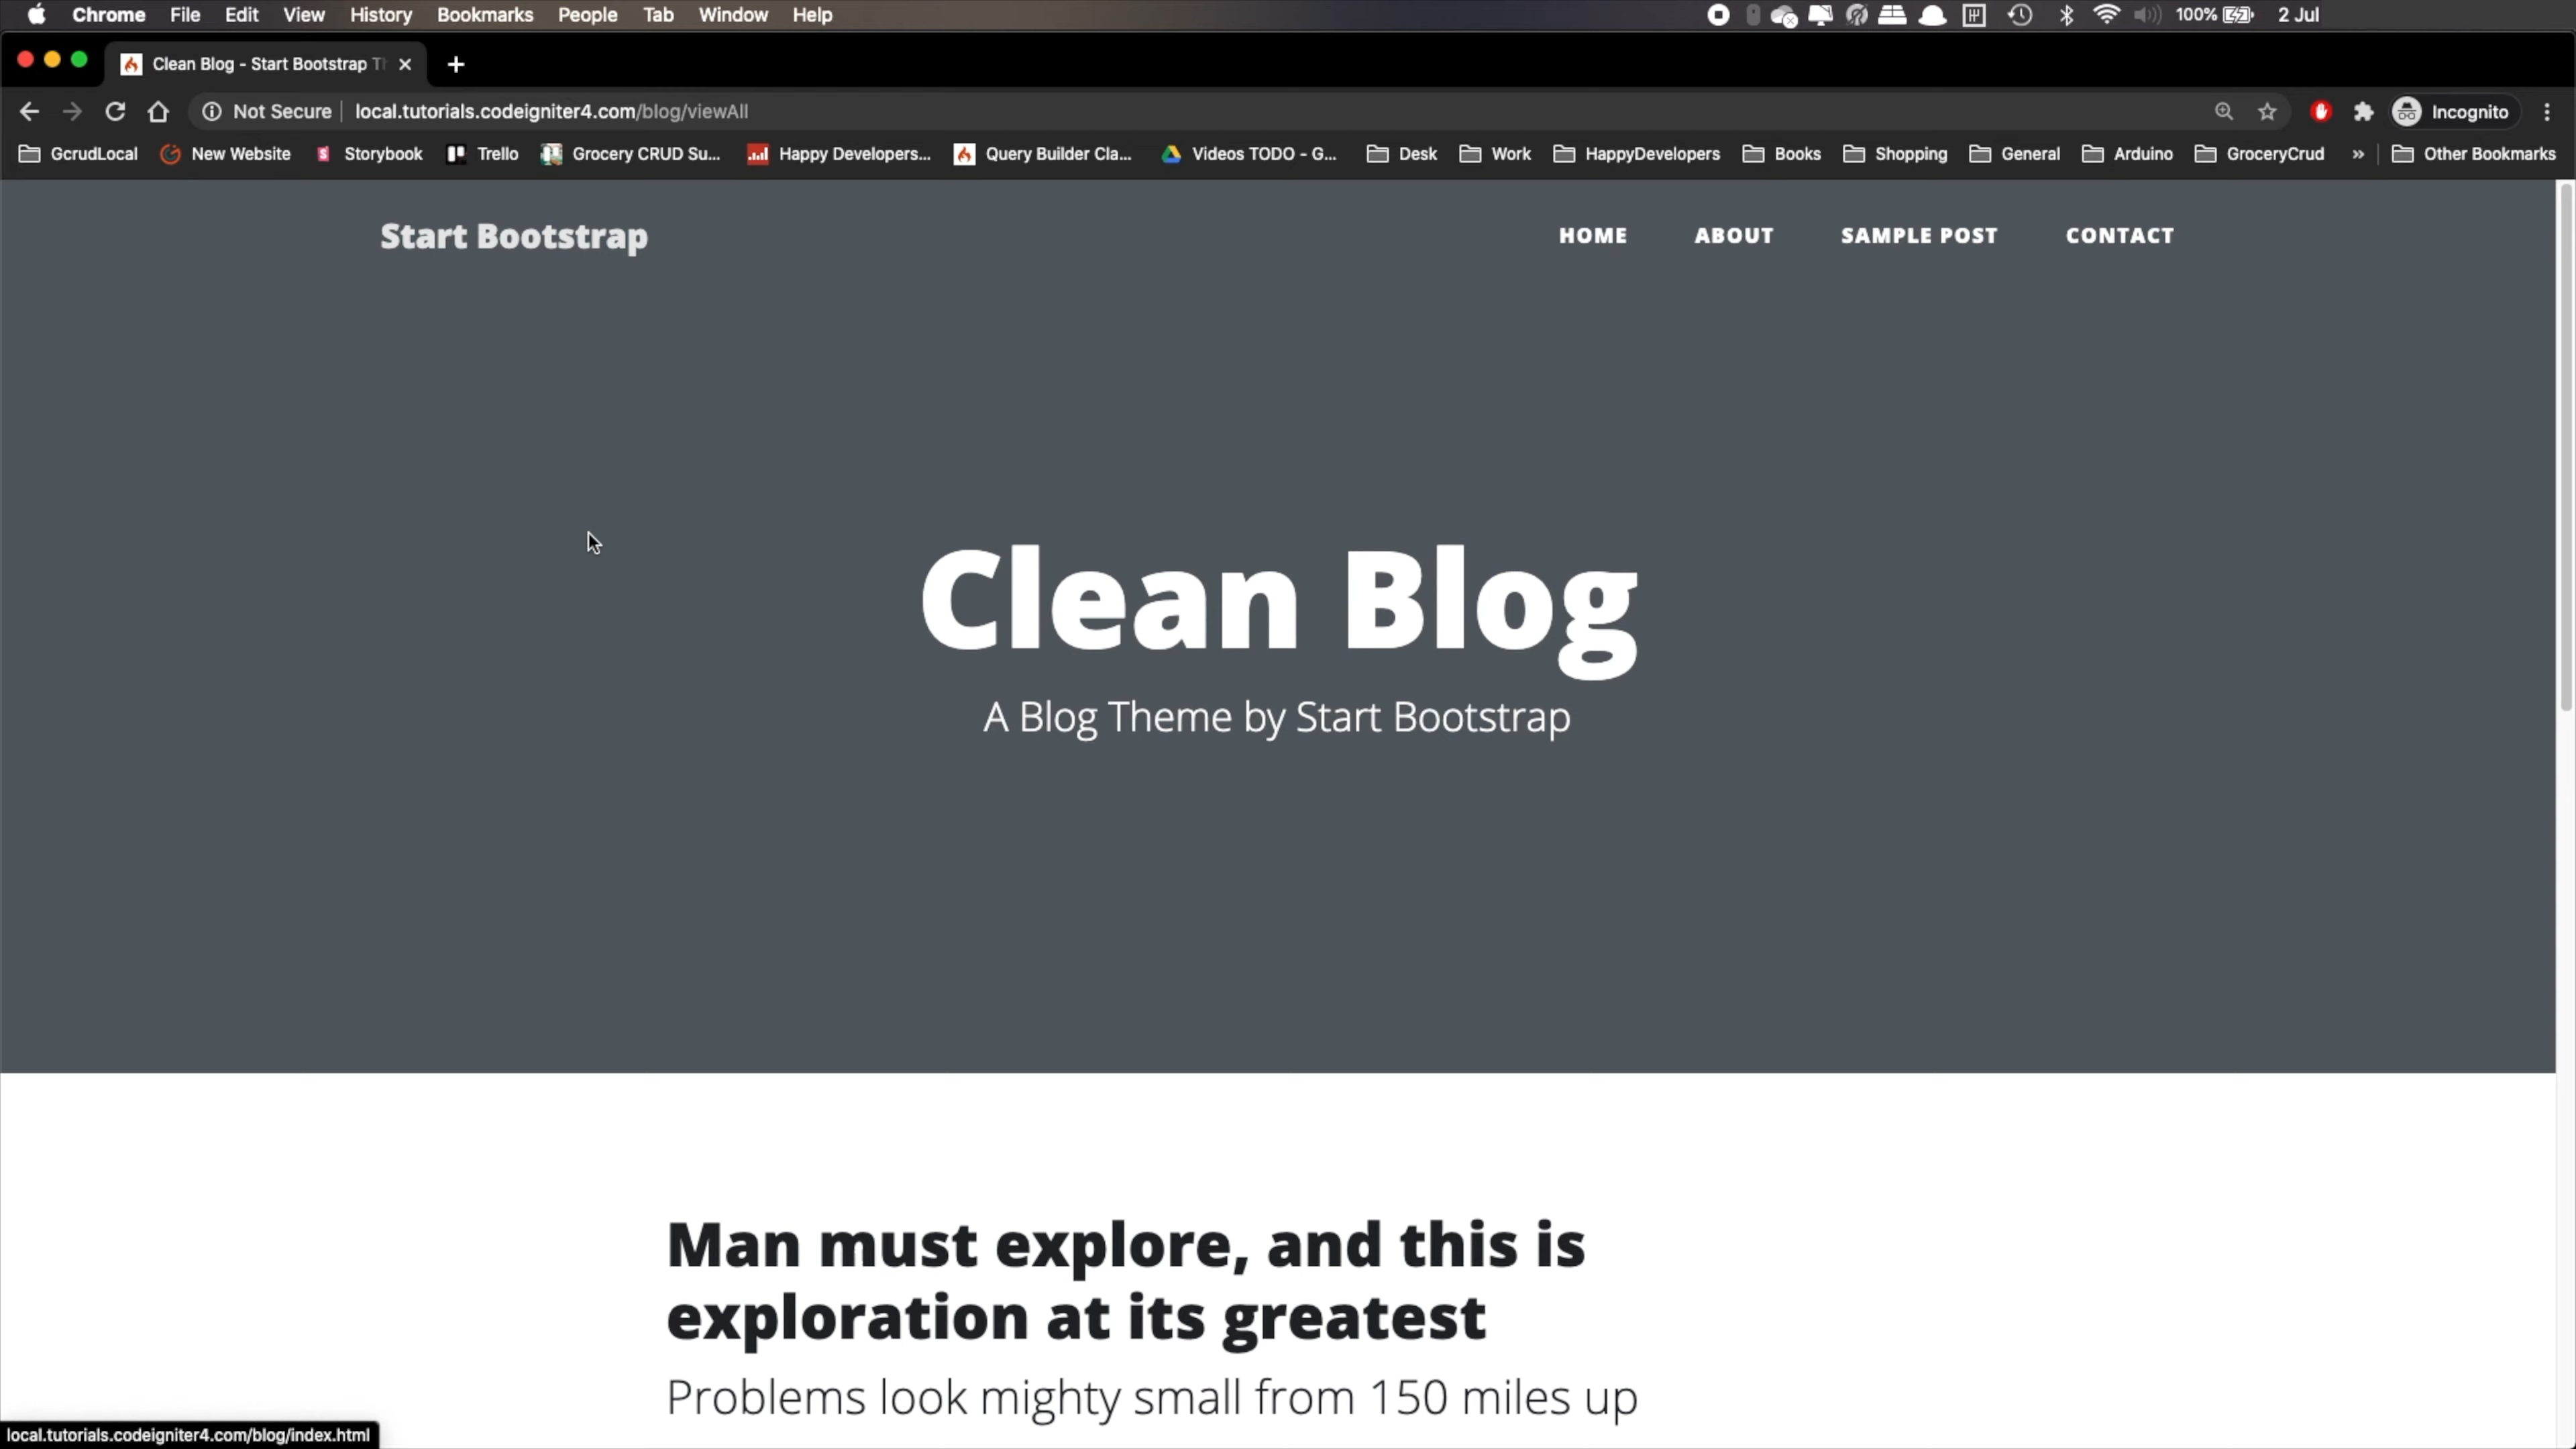 Chrome File Edit View History Bookmarks People Tab Window Help 100% 2 Jul
Clean Blog - Start Bootstrap
Not Secure local.tutorials.codeigniter4.com/blog/viewAll Incognito
GcrudLocal New Website Storybook Trello Grocery CRUD Su... Happy Developers... Query Builder Cla... Videos TODO - G... Desk Work HappyDevelopers Books Shopping General Arduino GroceryCrud » Other Bookmarks
Start Bootstrap HOME ABOUT SAMPLE POST CONTACT
Clean Blog
A Blog Theme by Start Bootstrap
Man must explore, and this is
exploration at its greatest
Problems look mighty small from 150 miles up
local.tutorials.codeigniter4.com/blog/index.html